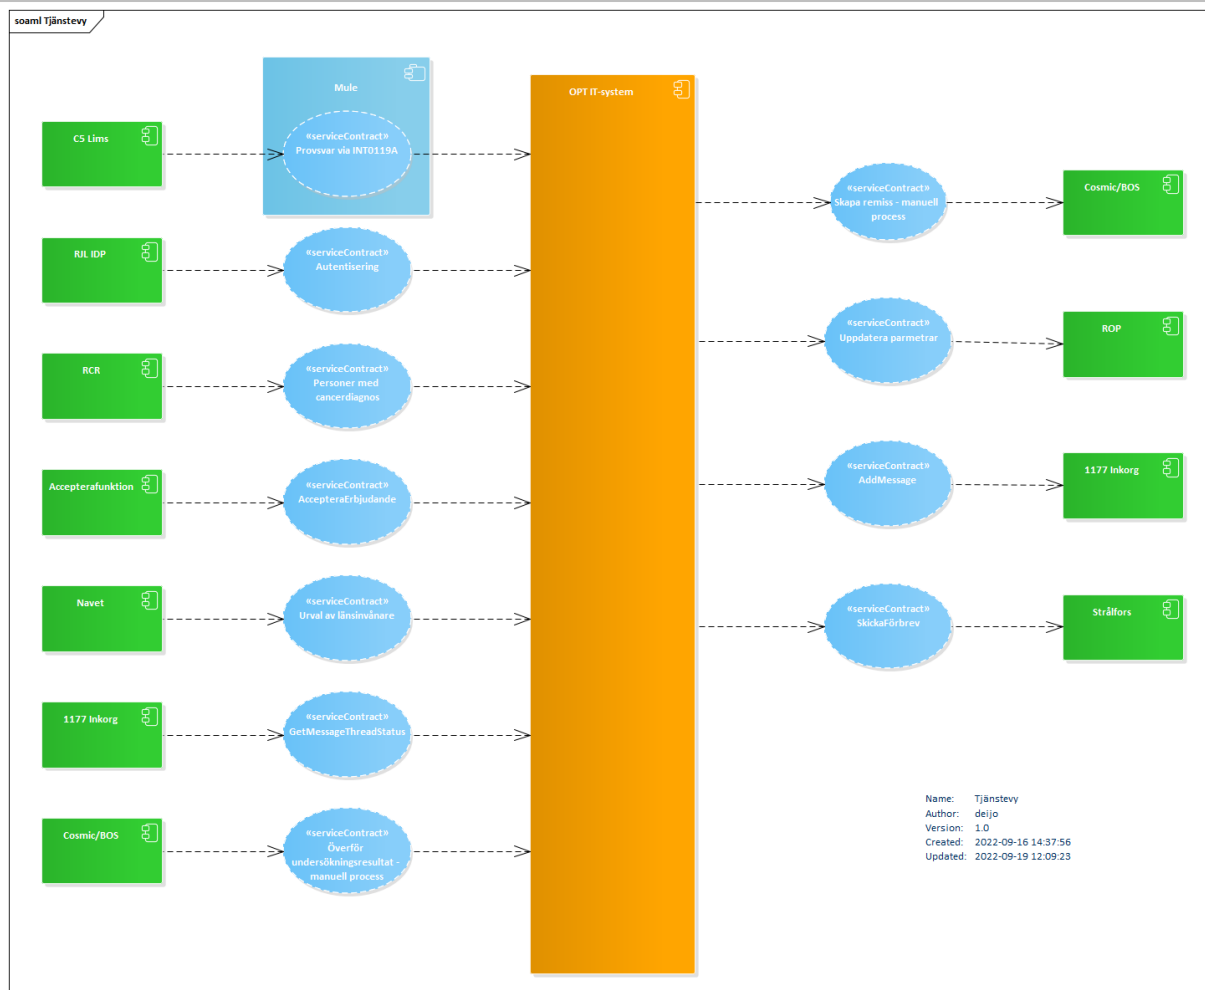 soaml Tjänstevy
Mule
«serviceContract»
Provsvar via INT0119A
C5 Lims
OPT IT-system
RJL IDP
«serviceContract»
Autentisering
RCR
«serviceContract»
Personer med
cancerdiagnos
Accepterafunktion
«serviceContract»
AccepteraErbjudande
Navet
«serviceContract»
Urval av länsinvånare
1177 Inkorg
«serviceContract»
GetMessageThreadStatus
Cosmic/BOS
«serviceContract»
Överför
undersökningsresultat -
manuell process
«serviceContract»
Skapa remiss - manuell
process
Cosmic/BOS
«serviceContract»
Uppdatera parmetrar
ROP
«serviceContract»
AddMessage
1177 Inkorg
«serviceContract»
SkickaFörbrev
Strålfors
Name: Tjänstevy
Author: deijo
Version: 1.0
Created: 2022-09-16 14:37:56
Updated: 2022-09-19 12:09:23